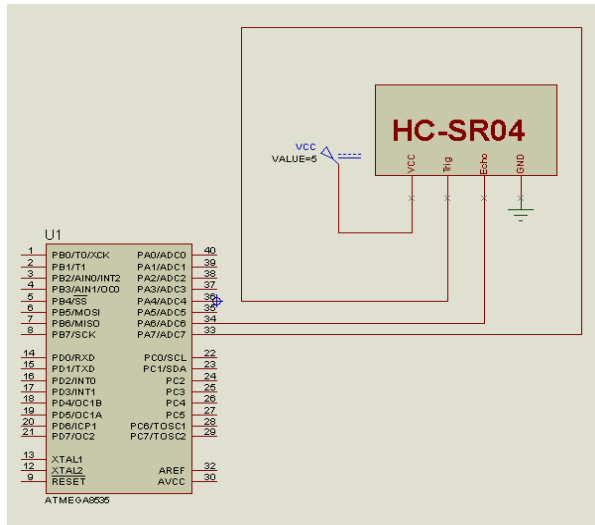 HC-SR04
VCC
VALUE=5
VCC
Trig
Echo
GND
U1
1 PB0/T0/XCK PA0/ADC0 40
2 PB1/T1 PA1/ADC1 39
3 PB2/AIN0/INT2 PA2/ADC2 38
4 PB3/AIN1/OC0 PA3/ADC3 37
5 PB4/SS PA4/ADC4 36
6 PB5/MOSI PA5/ADC5 35
7 PB6/MISO PA6/ADC6 34
8 PB7/SCK PA7/ADC7 33
14 PD0/RXD PC0/SCL 22
15 PD1/TXD PC1/SDA 23
16 PD2/INT0 PC2 24
17 PD3/INT1 PC3 25
18 PD4/OC1B PC4 26
19 PD5/OC1A PC5 27
20 PD6/ICP1 PC6/TOSC1 28
21 PD7/OC2 PC7/TOSC2 29
13 XTAL1
12 XTAL2 AREF 32
9 RESET AVCC 30
ATMEGA8535